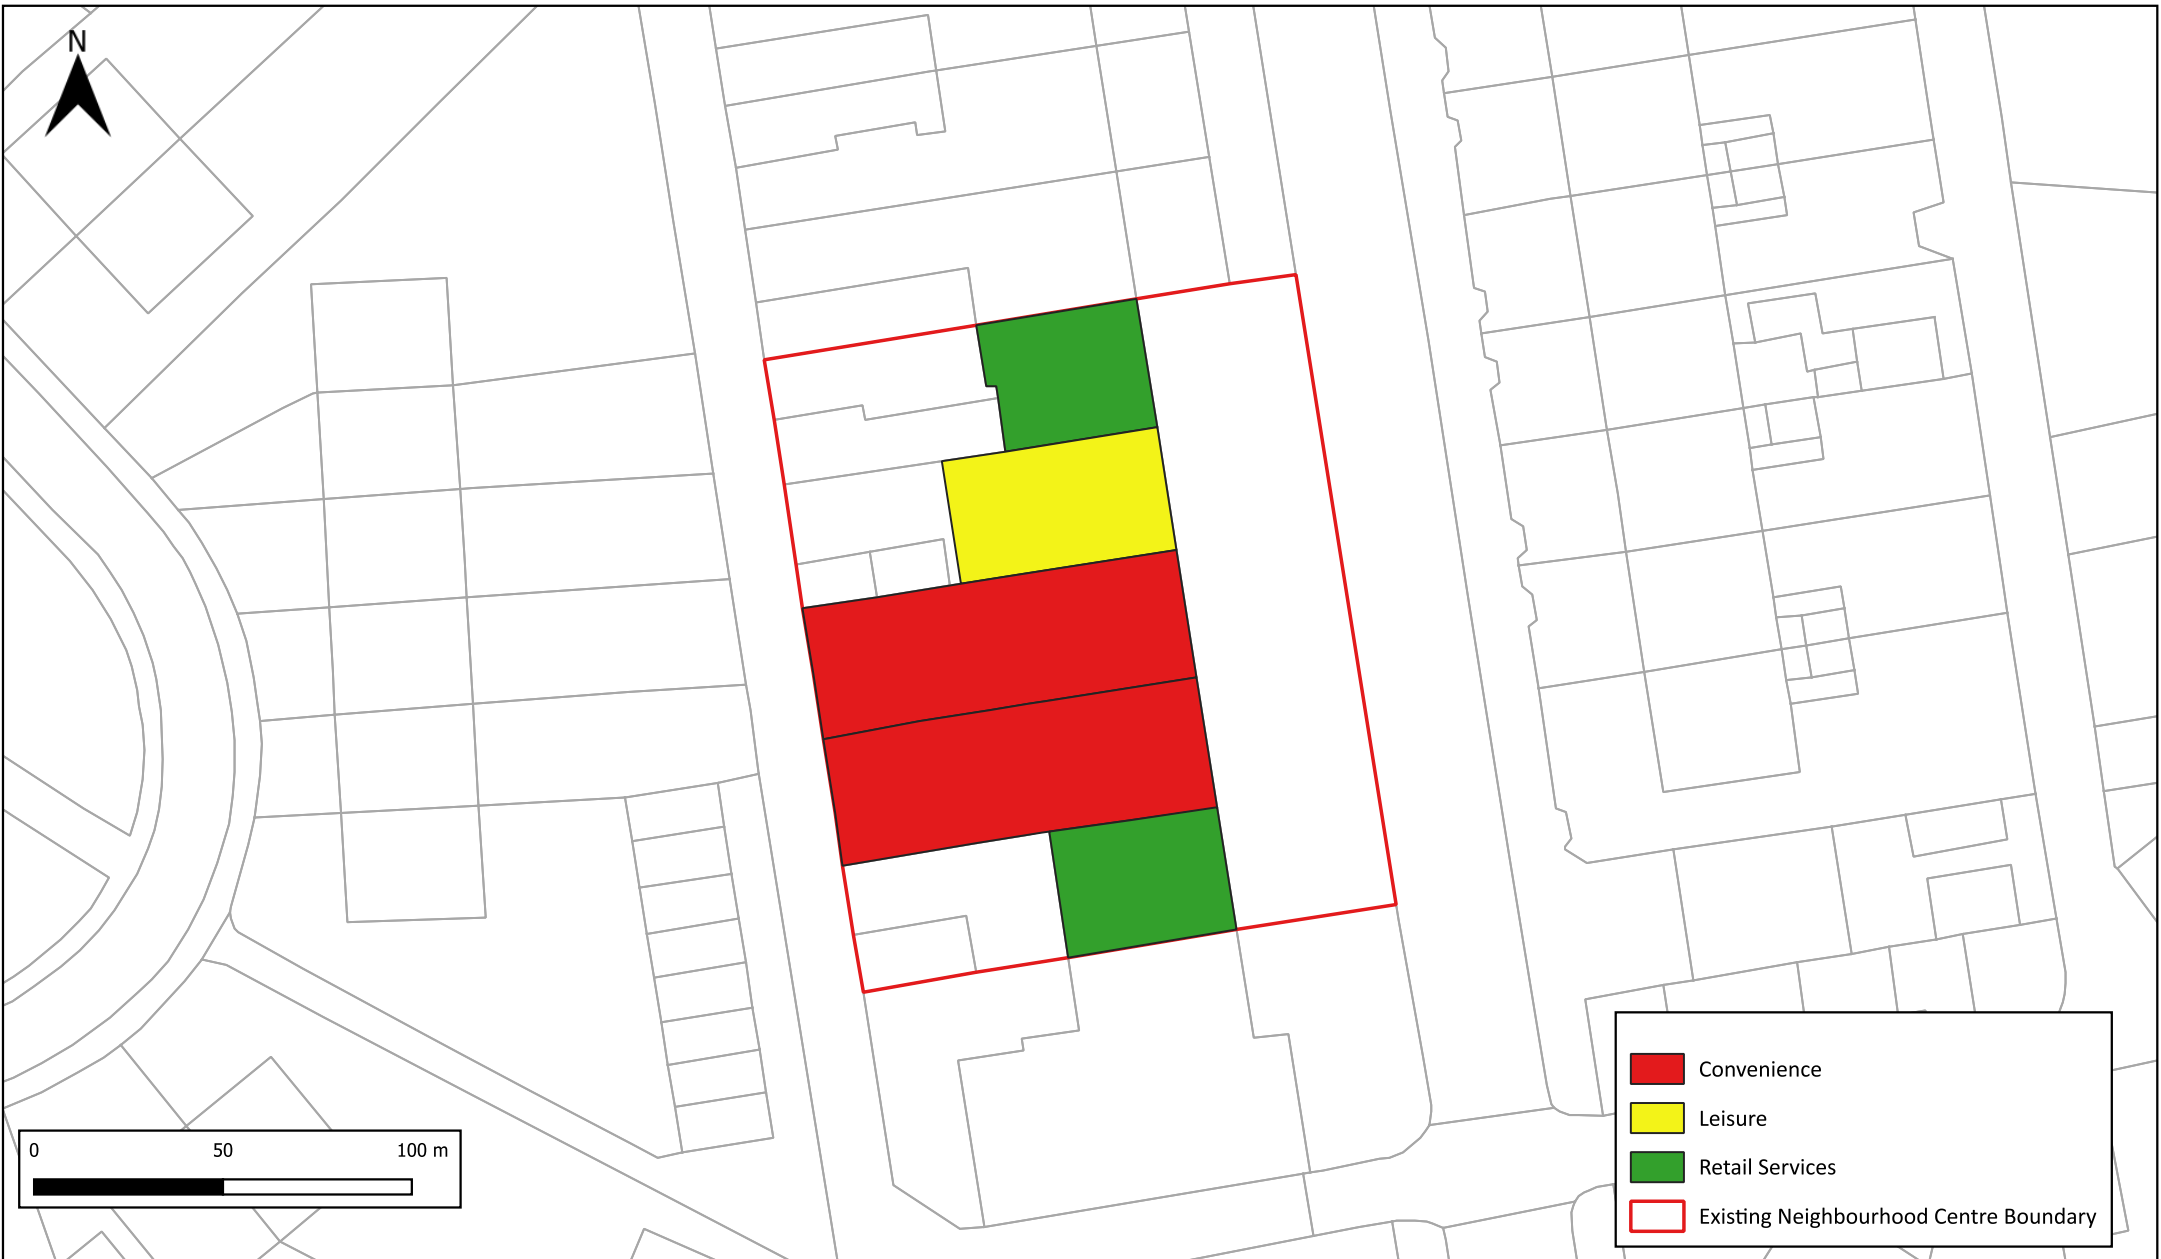 N
0 50 100 m
Convenience
Leisure
Retail Services
Existing Neighbourhood Centre Boundary